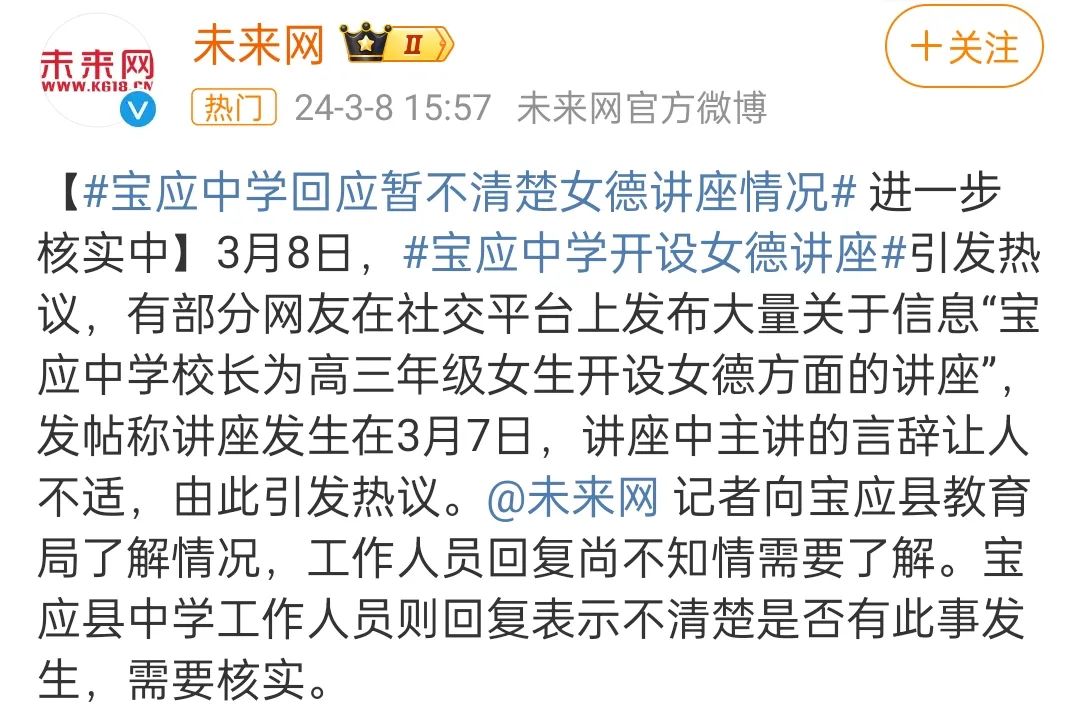 未来网
WWW.K618.CN
未来网 II
+关注
热门 24-3-8 15:57 未来网官方微博
【#宝应中学回应暂不清楚女德讲座情况# 进一步
核实中】3月8日，#宝应中学开设女德讲座#引发热
议，有部分网友在社交平台上发布大量关于信息“宝
应中学校长为高三年级女生开设女德方面的讲座”，
发帖称讲座发生在3月7日，讲座中主讲的言辞让人
不适，由此引发热议。@未来网 记者向宝应县教育
局了解情况，工作人员回复尚不知情需要了解。宝
应县中学工作人员则回复表示不清楚是否有此事发
生，需要核实。